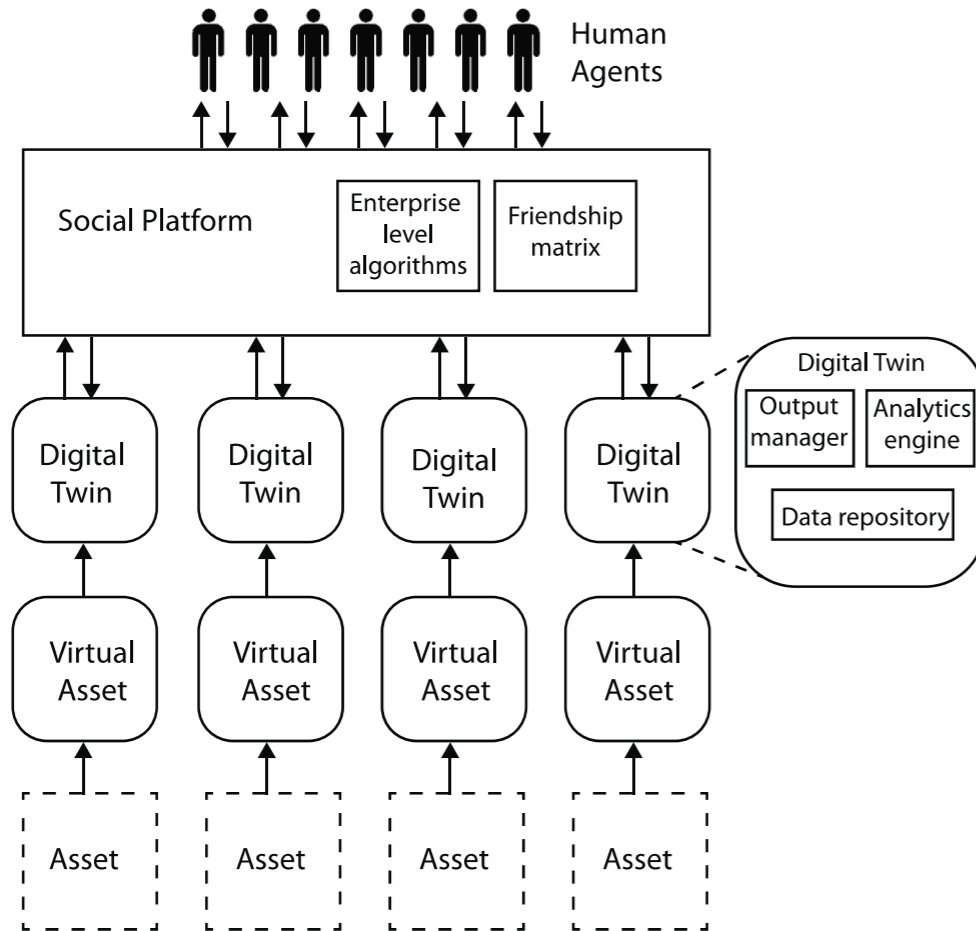 Human
Agents
Social Platform
Enterprise
level
algorithms
Friendship
matrix
Digital Twin
Output
manager
Analytics
engine
Data repository
Digital
Twin
Digital
Twin
Digital
Twin
Digital
Twin
Virtual
Asset
Virtual
Asset
Virtual
Asset
Virtual
Asset
Asset
Asset
Asset
Asset